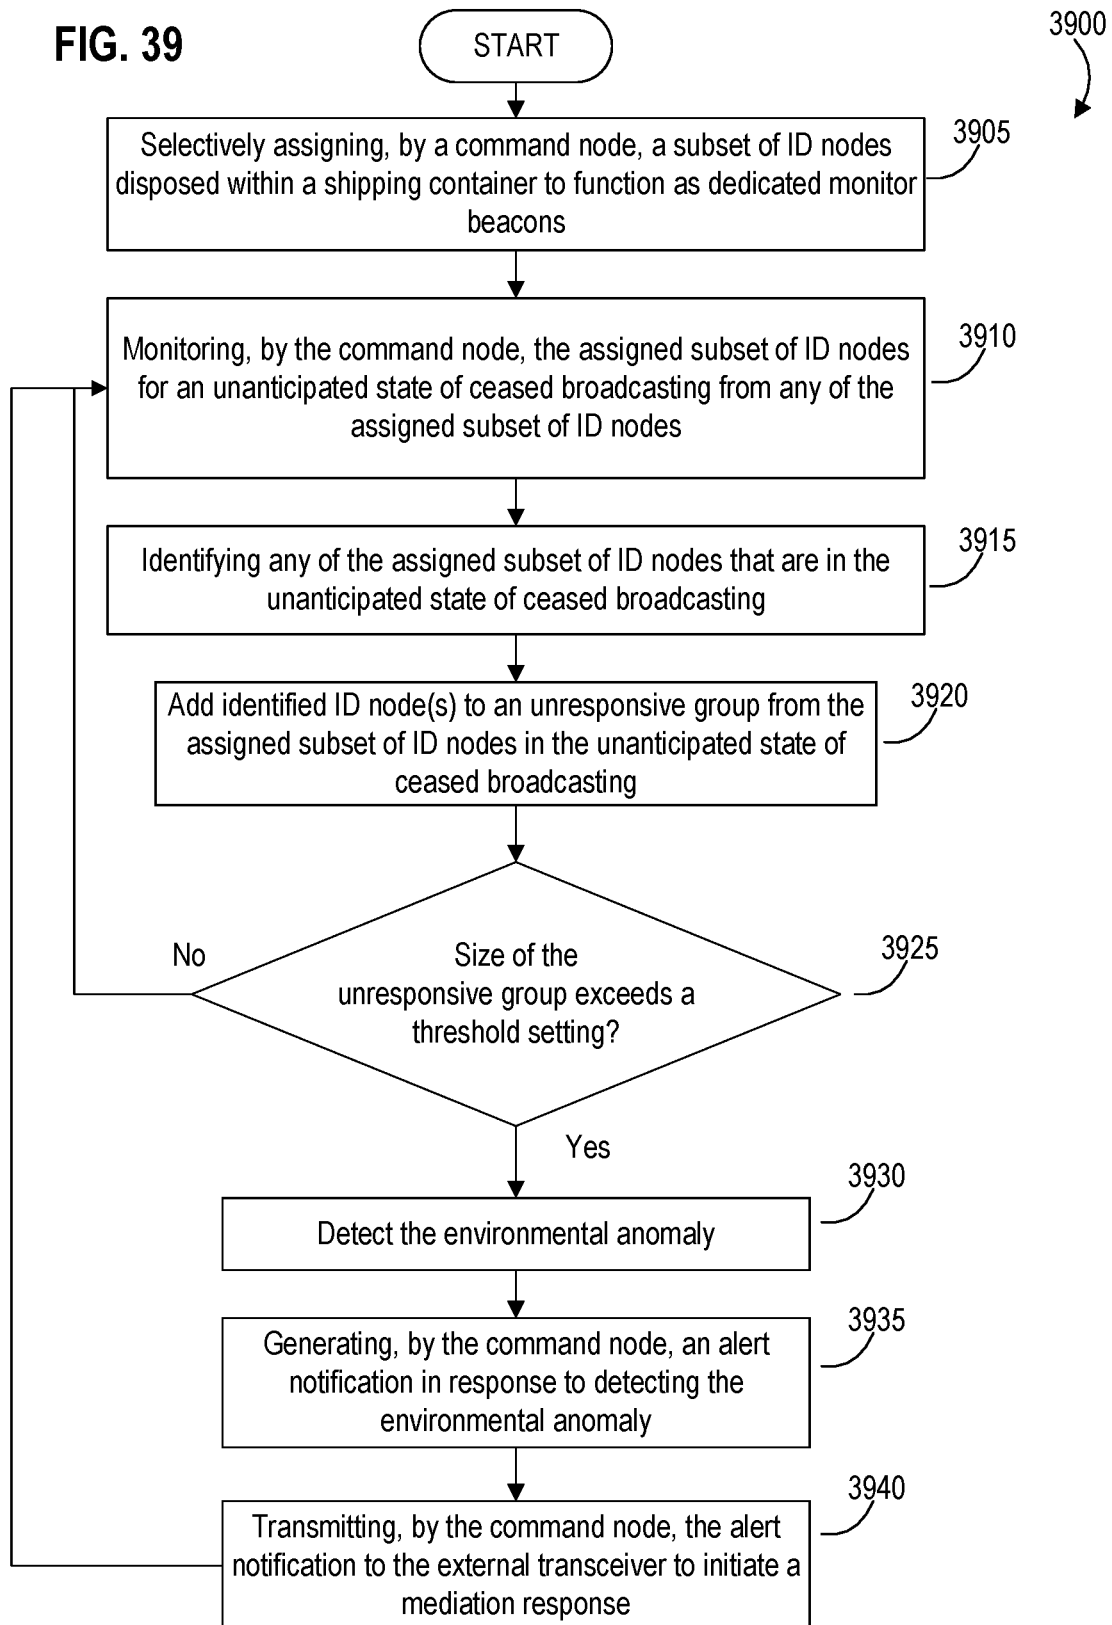 FIG. 39
START
3900
3905
Selectively assigning, by a command node, a subset of ID nodes
disposed within a shipping container to function as dedicated monitor
beacons
3910
Monitoring, by the command node, the assigned subset of ID nodes
for an unanticipated state of ceased broadcasting from any of the
assigned subset of ID nodes
3915
Identifying any of the assigned subset of ID nodes that are in the
unanticipated state of ceased broadcasting
3920
Add identified ID node(s) to an unresponsive group from the
assigned subset of ID nodes in the unanticipated state of
ceased broadcasting
No
3925
Size of the
unresponsive group exceeds a
threshold setting?
Yes
3930
Detect the environmental anomaly
3935
Generating, by the command node, an alert
notification in response to detecting the
environmental anomaly
3940
Transmitting, by the command node, the alert
notification to the external transceiver to initiate a
mediation response